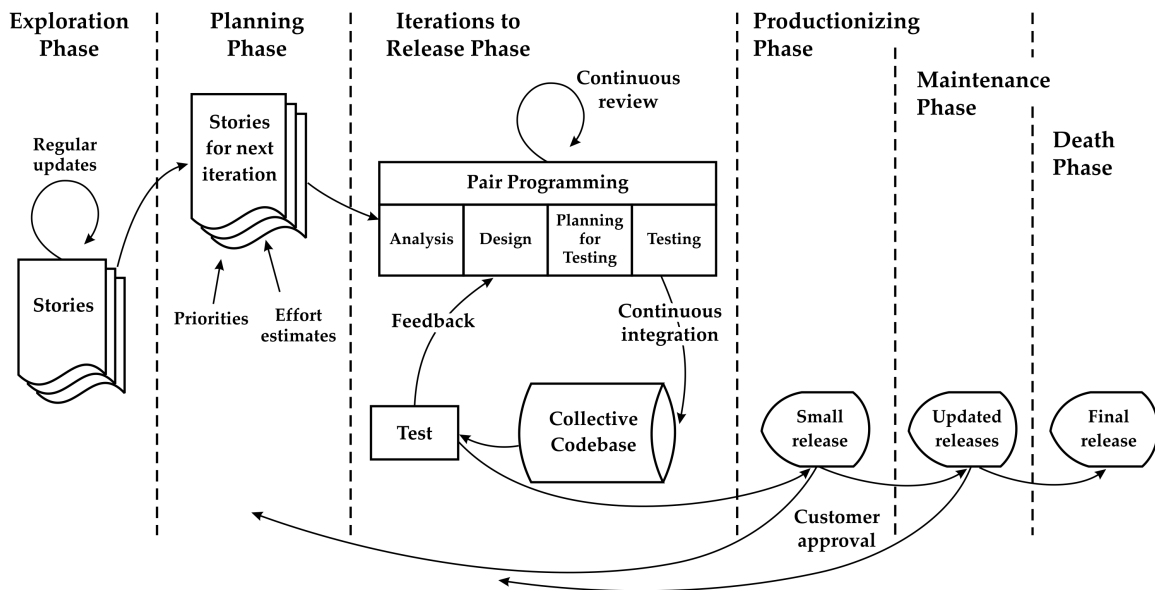 Exploration
Phase
Planning
Phase
Iterations to
Release Phase
Productionizing
Phase
Maintenance
Phase
Death
Phase
Regular
updates
Stories
Stories
for next
iteration
Priorities
Effort
estimates
Continuous
review
Pair Programming
Analysis
Design
Planning
for
Testing
Testing
Feedback
Continuous
integration
Test
Collective
Codebase
Small
release
Updated
releases
Final
release
Customer
approval